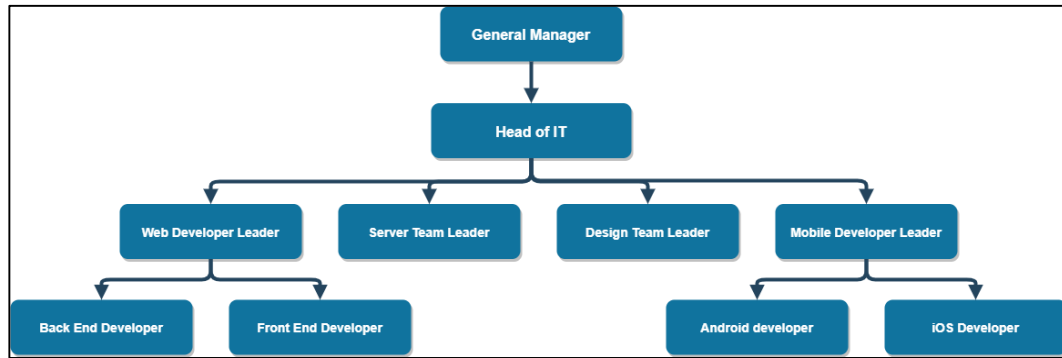 General Manager
Head of IT
Web Developer Leader
Server Team Leader
Design Team Leader
Mobile Developer Leader
Back End Developer
Front End Developer
Android developer
iOS Developer